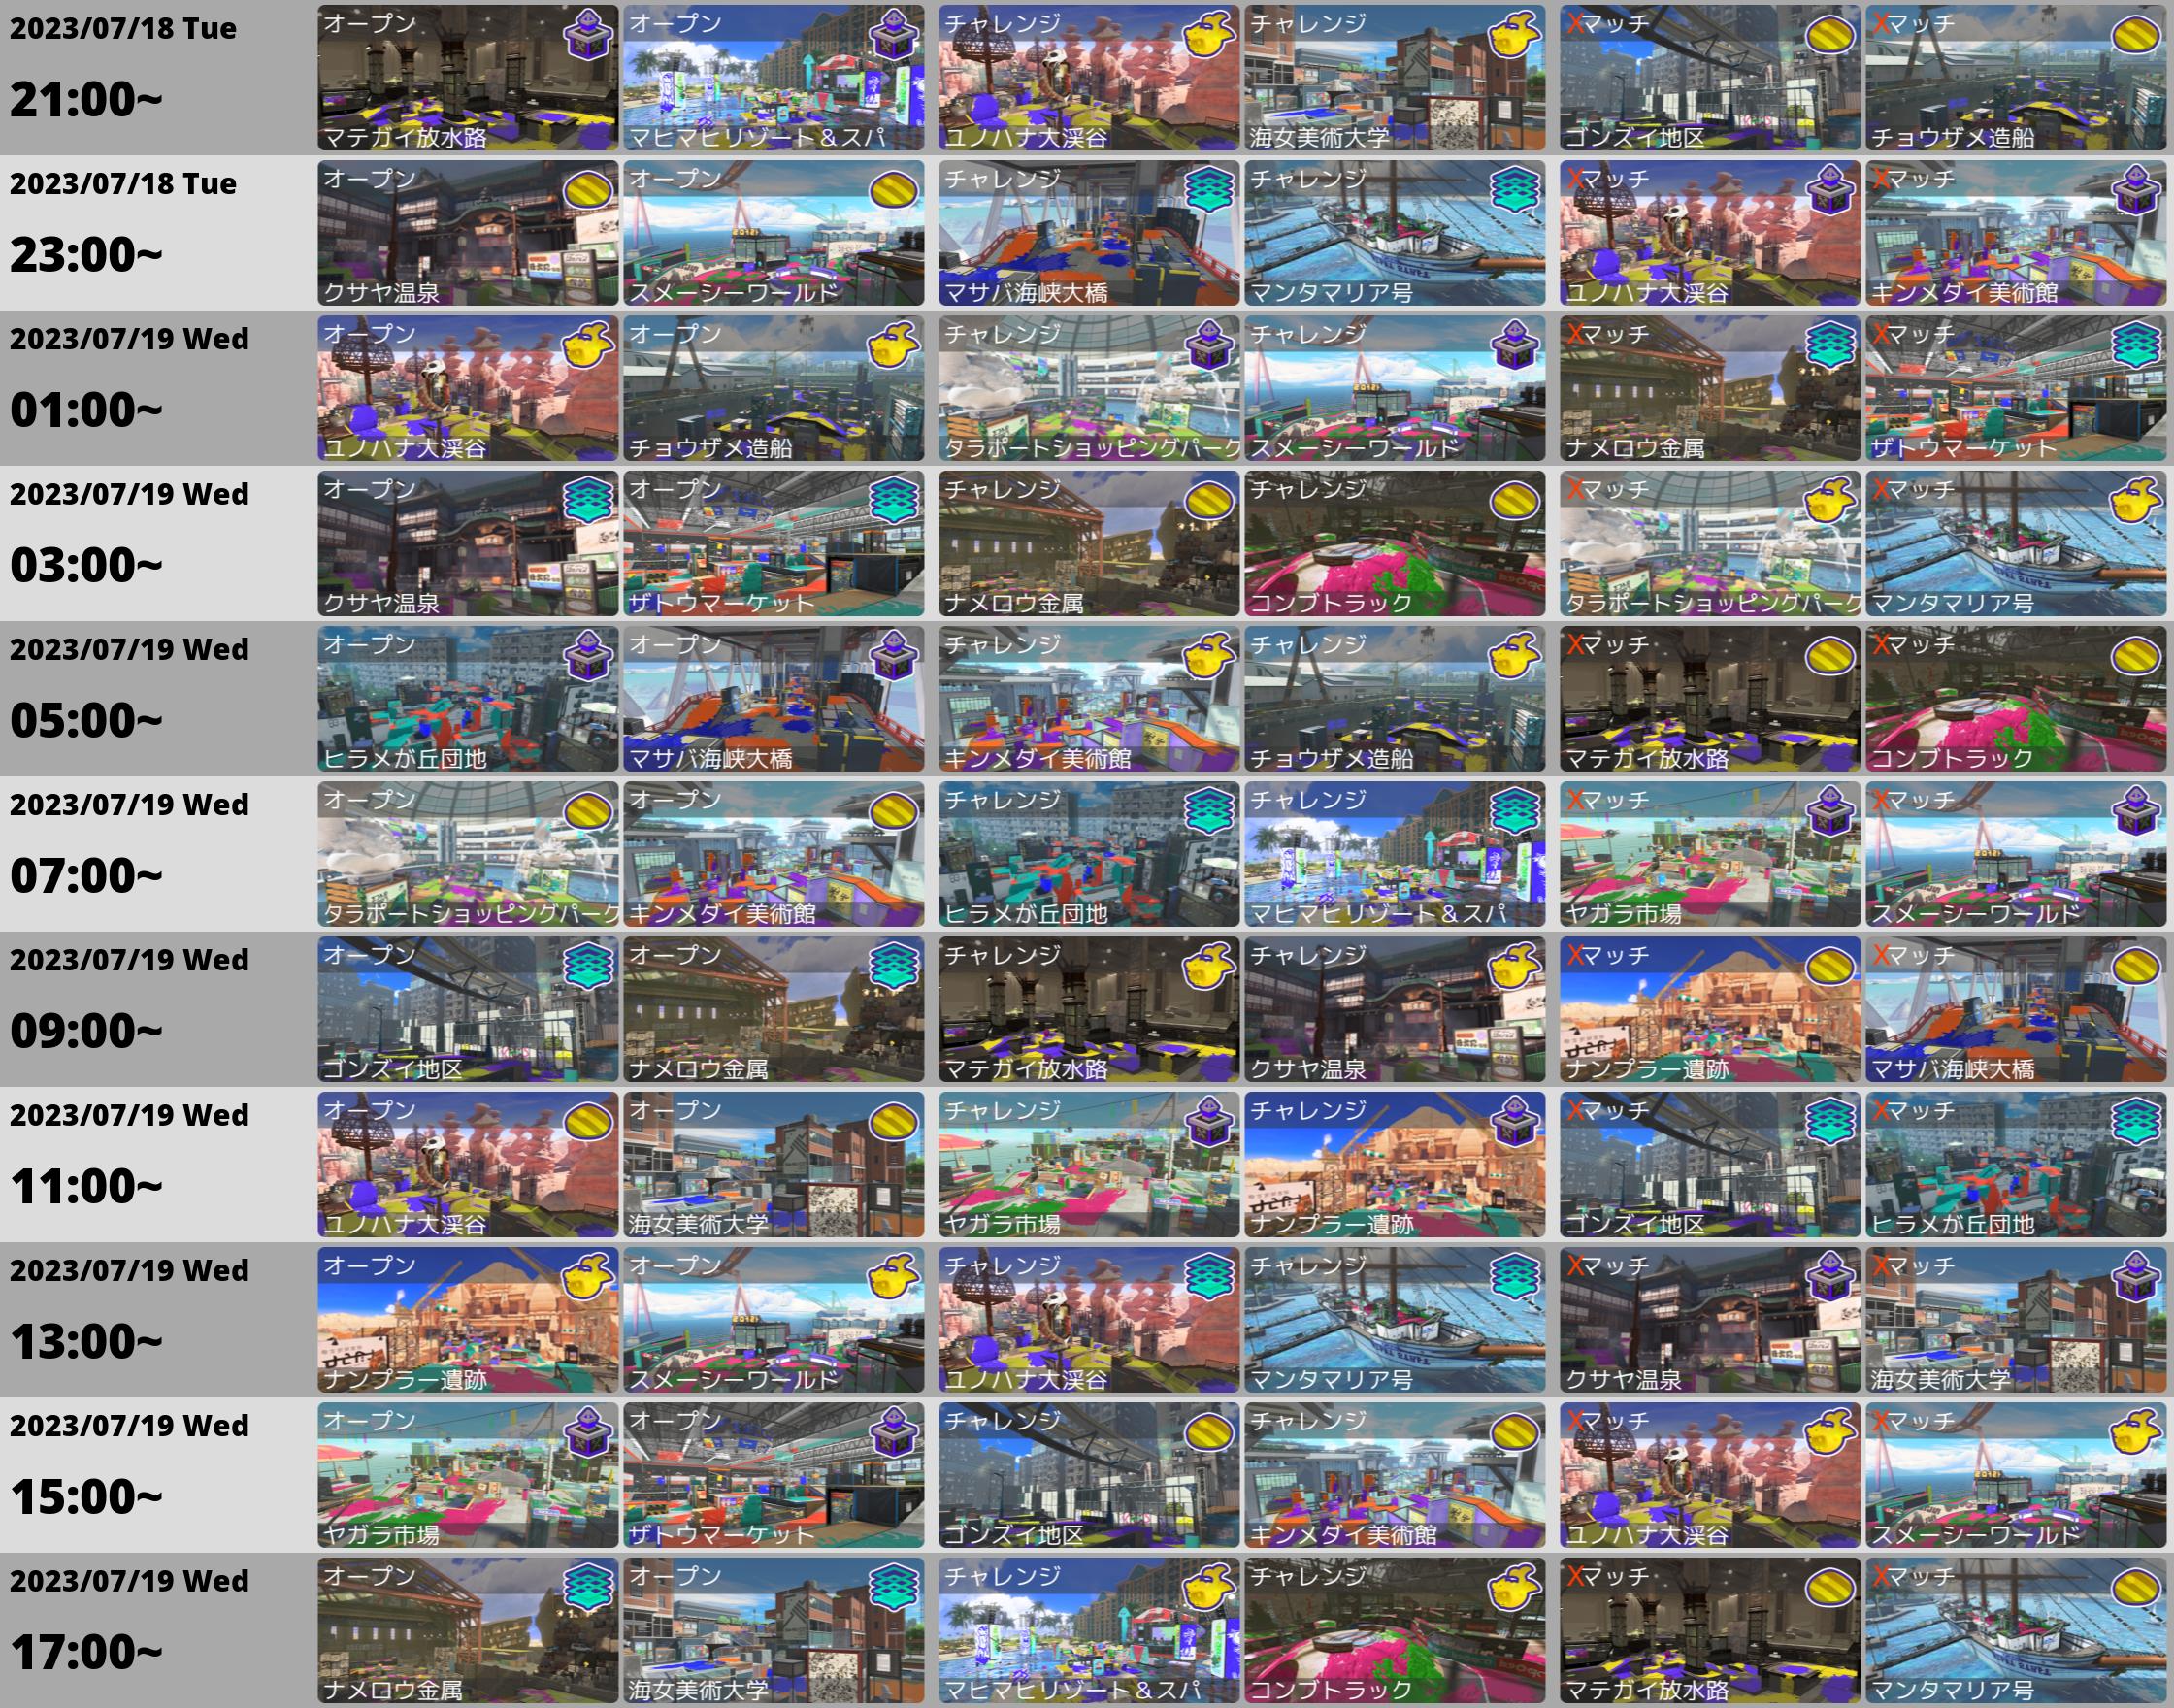 2023/07/18 Tue
21:00~
オープン オープン チャレンジ チャレンジ Xマッチ Xマッチ
マテガイ放水路 マヒマヒリゾート＆スパ ユノハナ大渓谷 海女美術大学 ゴンズイ地区 チョウザメ造船
2023/07/18 Tue
23:00~
オープン オープン チャレンジ チャレンジ Xマッチ Xマッチ
クサヤ温泉 スメーシーワールド マサバ海峡大橋 マンタマリア号 ユノハナ大渓谷 キンメダイ美術館
2023/07/19 Wed
01:00~
オープン オープン チャレンジ チャレンジ Xマッチ Xマッチ
ユノハナ大渓谷 チョウザメ造船 タラポートショッピングパーク スメーシーワールド ナメロウ金属 ザトウマーケット
2023/07/19 Wed
03:00~
オープン オープン チャレンジ チャレンジ Xマッチ Xマッチ
クサヤ温泉 ザトウマーケット ナメロウ金属 コンブトラック タラポートショッピングパーク マンタマリア号
2023/07/19 Wed
05:00~
オープン オープン チャレンジ チャレンジ Xマッチ Xマッチ
ヒラメが丘団地 マサバ海峡大橋 キンメダイ美術館 チョウザメ造船 マテガイ放水路 コンブトラック
2023/07/19 Wed
07:00~
オープン オープン チャレンジ チャレンジ Xマッチ Xマッチ
タラポートショッピングパーク キンメダイ美術館 ヒラメが丘団地 マヒマヒリゾート＆スパ ヤガラ市場 スメーシーワールド
2023/07/19 Wed
09:00~
オープン オープン チャレンジ チャレンジ Xマッチ Xマッチ
ゴンズイ地区 ナメロウ金属 マテガイ放水路 クサヤ温泉 ナンプラー遺跡 マサバ海峡大橋
2023/07/19 Wed
11:00~
オープン オープン チャレンジ チャレンジ Xマッチ Xマッチ
ユノハナ大渓谷 海女美術大学 ヤガラ市場 ナンプラー遺跡 ゴンズイ地区 ヒラメが丘団地
2023/07/19 Wed
13:00~
オープン オープン チャレンジ チャレンジ Xマッチ Xマッチ
ナンプラー遺跡 スメーシーワールド ユノハナ大渓谷 マンタマリア号 クサヤ温泉 海女美術大学
2023/07/19 Wed
15:00~
オープン オープン チャレンジ チャレンジ Xマッチ Xマッチ
ヤガラ市場 ザトウマーケット ゴンズイ地区 キンメダイ美術館 ユノハナ大渓谷 スメーシーワールド
2023/07/19 Wed
17:00~
オープン オープン チャレンジ チャレンジ Xマッチ Xマッチ
ナメロウ金属 海女美術大学 マヒマヒリゾート＆スパ コンブトラック マテガイ放水路 マンタマリア号